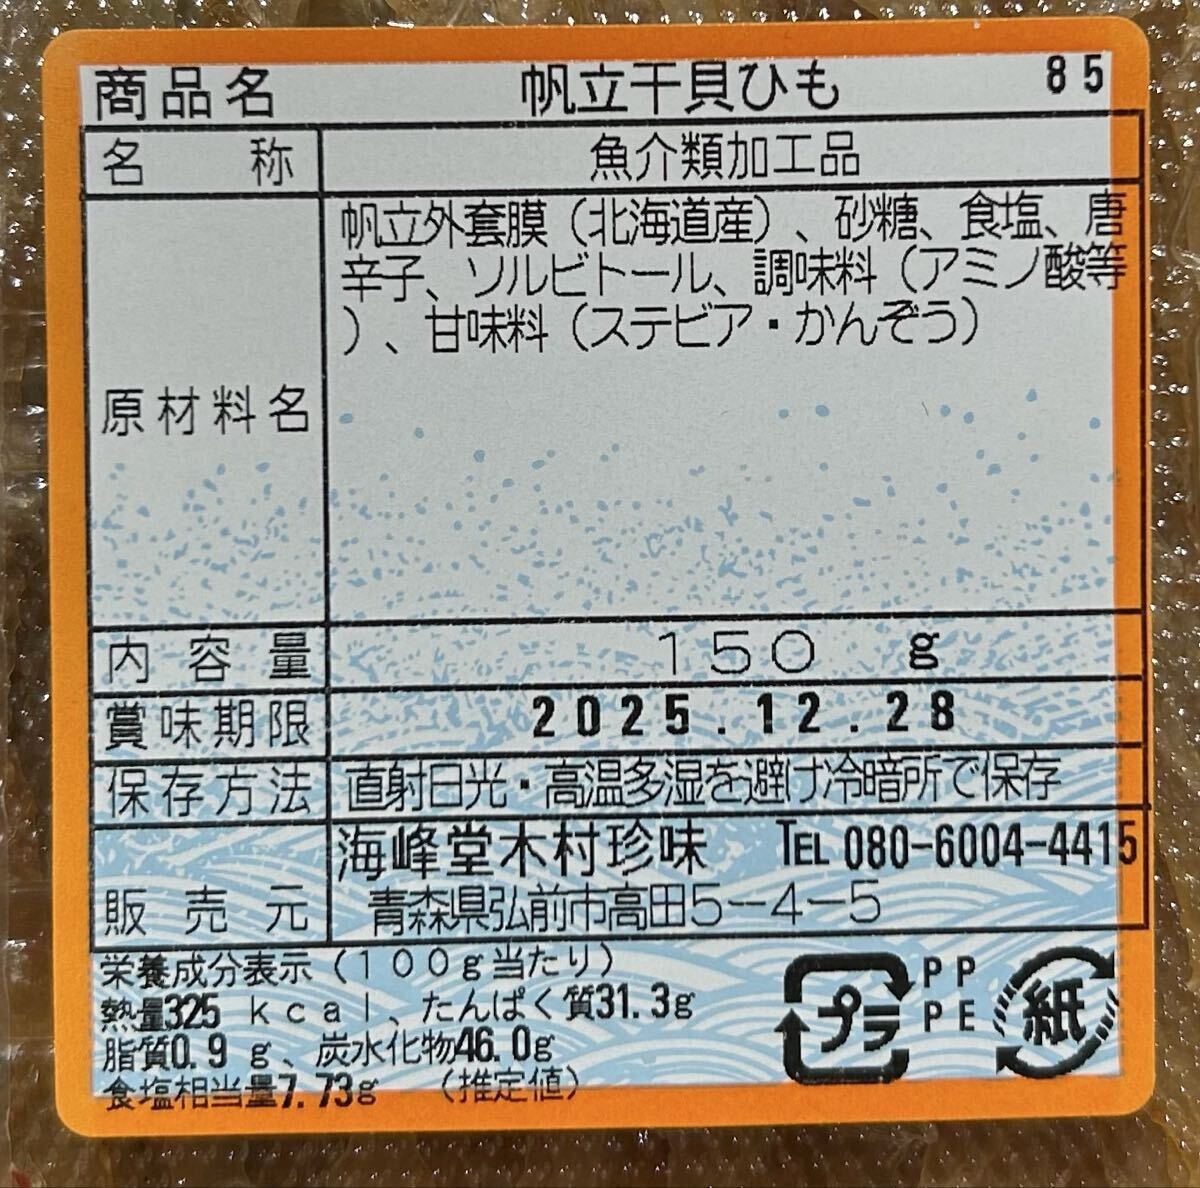 商品名 帆立干貝ひも 85
名称 魚介類加工品
原材料名 帆立外套膜（北海道産）、砂糖、食塩、唐
辛子、ソルビトール、調味料（アミノ酸等
）、甘味料（ステビア・かんぞう）
内容量 150 g
賞味期限 2025.12.28
保存方法 直射日光・高温多湿を避け冷暗所で保存
販売元 海峰堂木村珍味 TEL 080-6004-4415
青森県弘前市高田5-4-5
栄養成分表示（100g当たり）
熱量325 kcal、たんぱく質31.3g
脂質0.9 g、炭水化物46.0g
食塩相当量7.73g （推定値）
プラ PP
PE 紙